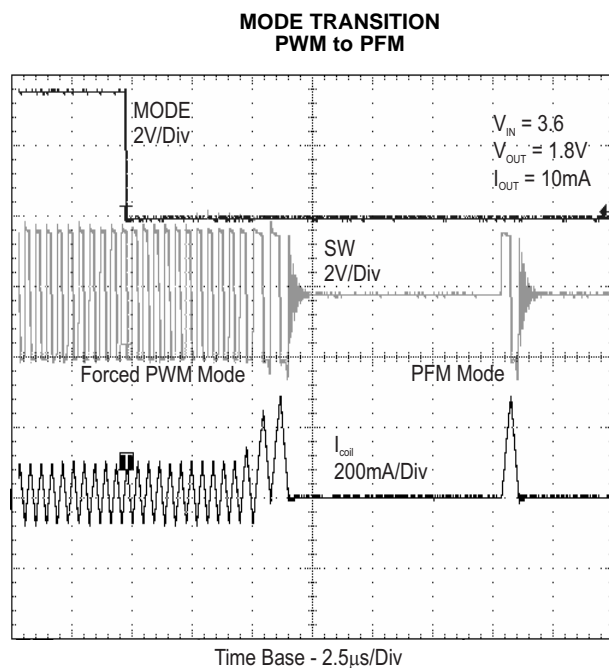 MODE TRANSITION
PWM to PFM
MODE
2V/Div
V_IN = 3.6
V_OUT = 1.8V
I_OUT = 10mA
SW
2V/Div
Forced PWM Mode
PFM Mode
I_coil
200mA/Div
T
Time Base - 2.5µs/Div